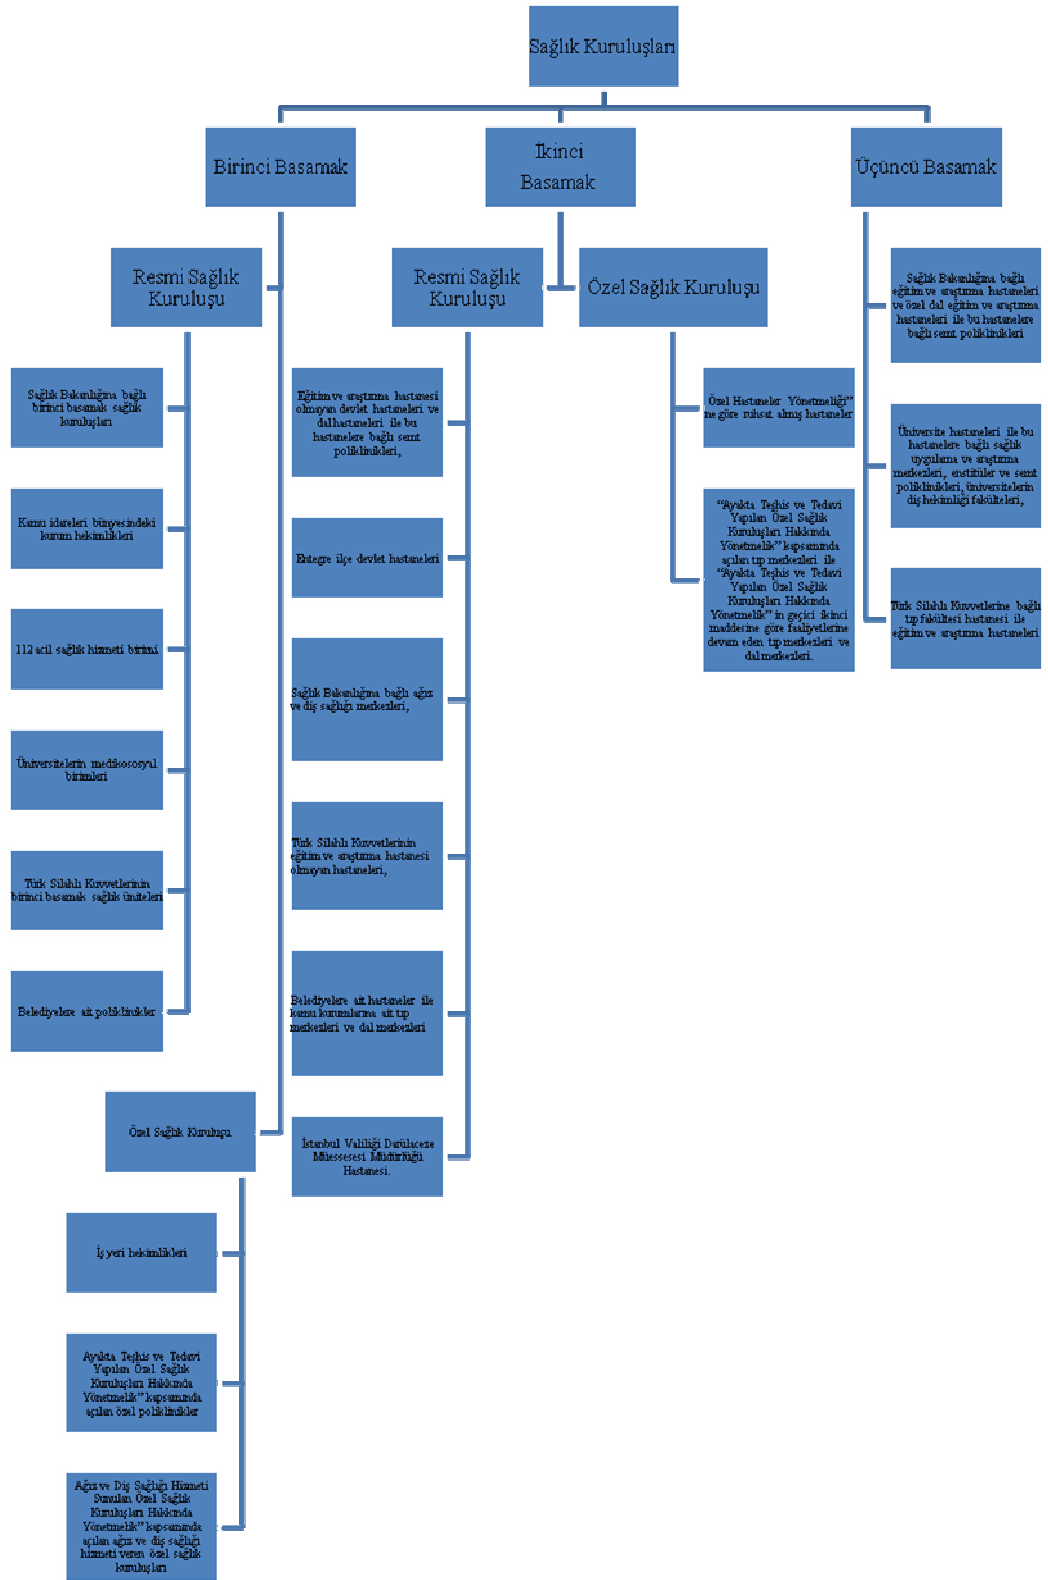 Sağlık Kuruluşları
Birinci Basamak
İkinci
Basamak
Üçüncü Basamak
Resmi Sağlık
Kuruluşu
Sağlık Bakanlığına bağlı
birinci basamak sağlık
kuruluşları
Kamu idareleri bünyesindeki
kurum hekimlikleri
112 acil sağlık hizmeti birimi
Üniversitelerin medikososyal
birimleri
Türk Silahlı Kuvvetlerinin
birinci basamak sağlık üniteleri
Belediyelere ait poliklinikler
Özel Sağlık Kuruluşu
İş yeri hekimlikleri
Ayakta Teşhis ve Tedavi
Yapılan Özel Sağlık
Kuruluşları Hakkında
Yönetmelik” kapsamında
açılan özel poliklinikler
Ağız ve Diş Sağlığı Hizmeti
Sunulan Özel Sağlık
Kuruluşları Hakkında
Yönetmelik” kapsamında
açılan ağız ve diş sağlığı
hizmeti veren özel sağlık
kuruluşları
Resmi Sağlık
Kuruluşu
Eğitim ve araştırma hastanesi
olmayan devlet hastaneleri ve
dal hastaneleri ile bu
hastanelere bağlı semt
poliklinikleri,
Entegre ilçe devlet hastaneleri
Sağlık Bakanlığına bağlı ağız
ve diş sağlığı merkezleri,
Türk Silahlı Kuvvetlerinin
eğitim ve araştırma hastanesi
olmayan hastaneleri,
Belediyelere ait hastaneler ile
kamu kurumlarına ait tıp
merkezleri ve dal merkezleri
İstanbul Valiliği Darülaceze
Müessesesi Müdürlüğü
Hastanesi.
Özel Sağlık Kuruluşu
Özel Hastaneler Yönetmeliği”
ne göre ruhsat almış hastaneler
“Ayakta Teşhis ve Tedavi
Yapılan Özel Sağlık
Kuruluşları Hakkında
Yönetmelik” kapsamında
açılan tıp merkezleri ile
“Ayakta Teşhis ve Tedavi
Yapılan Özel Sağlık
Kuruluşları Hakkında
Yönetmelik” in geçici ikinci
maddesine göre faaliyetlerine
devam eden tıp merkezleri ve
dal merkezleri.
Sağlık Bakanlığına bağlı
eğitim ve araştırma hastaneleri
ve özel dal eğitim ve araştırma
hastaneleri ile bu hastanelere
bağlı semt poliklinikleri
Üniversite hastaneleri ile bu
hastanelere bağlı sağlık
uygulama ve araştırma
merkezleri, enstitüler ve semt
poliklinikleri, üniversitelerin
diş hekimliği fakülteleri,
Türk Silahlı Kuvvetlerine bağlı
tıp fakültesi hastanesi ile
eğitim ve araştırma hastaneleri